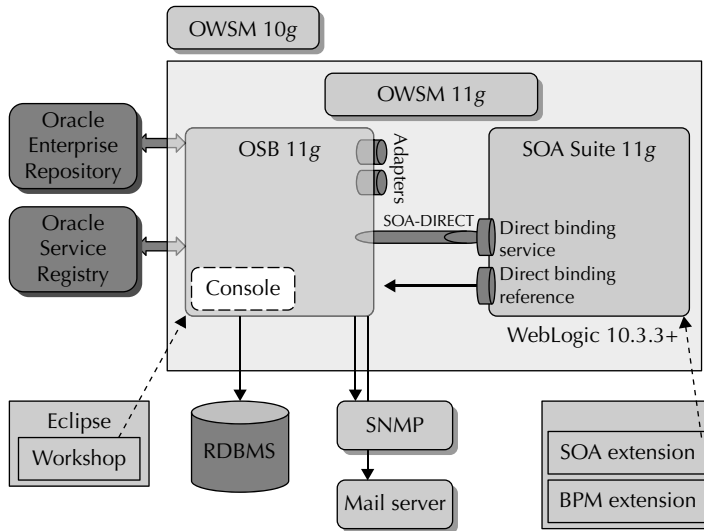 OWSM 10g
OWSM 11g
Oracle
Enterprise
Repository
OSB 11g
Adapters
SOA Suite 11g
SOA-DIRECT
Oracle
Service
Registry
Direct binding
service
Direct binding
reference
Console
WebLogic 10.3.3+
Eclipse
Workshop
RDBMS
SNMP
Mail server
SOA extension
BPM extension